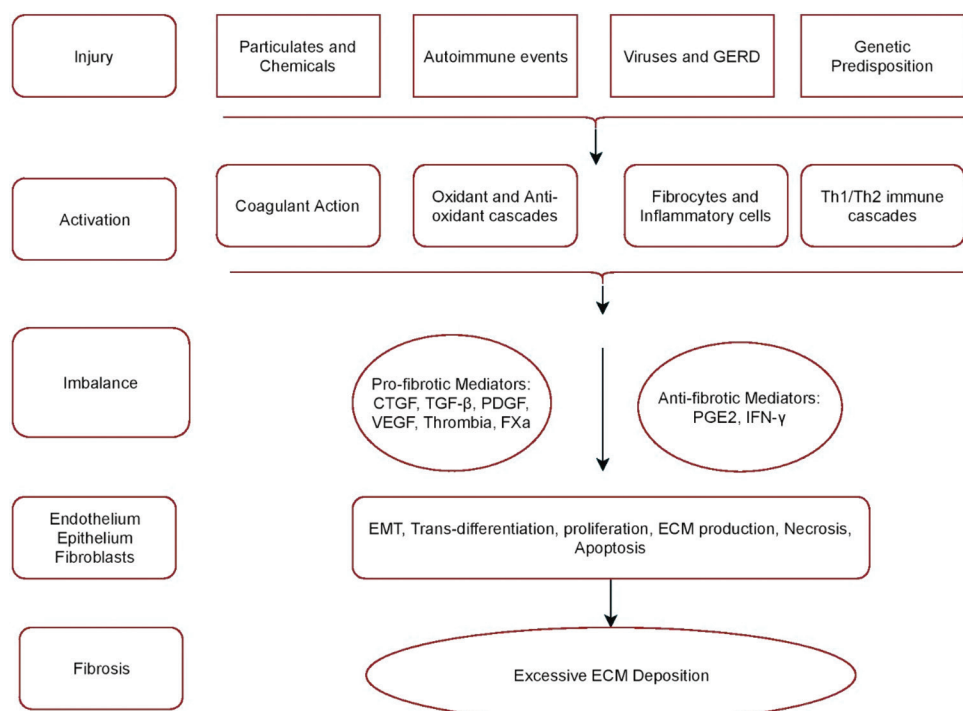 Injury
Particulates and
Chemicals
Autoimmune events
Viruses and GERD
Genetic
Predisposition
Activation
Coagulant Action
Oxidant and Anti-
oxidant cascades
Fibrocytes and
Inflammatory cells
Th1/Th2 immune
cascades
Imbalance
Pro-fibrotic Mediators:
CTGF, TGF-β, PDGF,
VEGF, Thrombia, FXa
Anti-fibrotic Mediators:
PGE2, IFN-γ
Endothelium
Epithelium
Fibroblasts
EMT, Trans-differentiation, proliferation, ECM production, Necrosis,
Apoptosis
Fibrosis
Excessive ECM Deposition